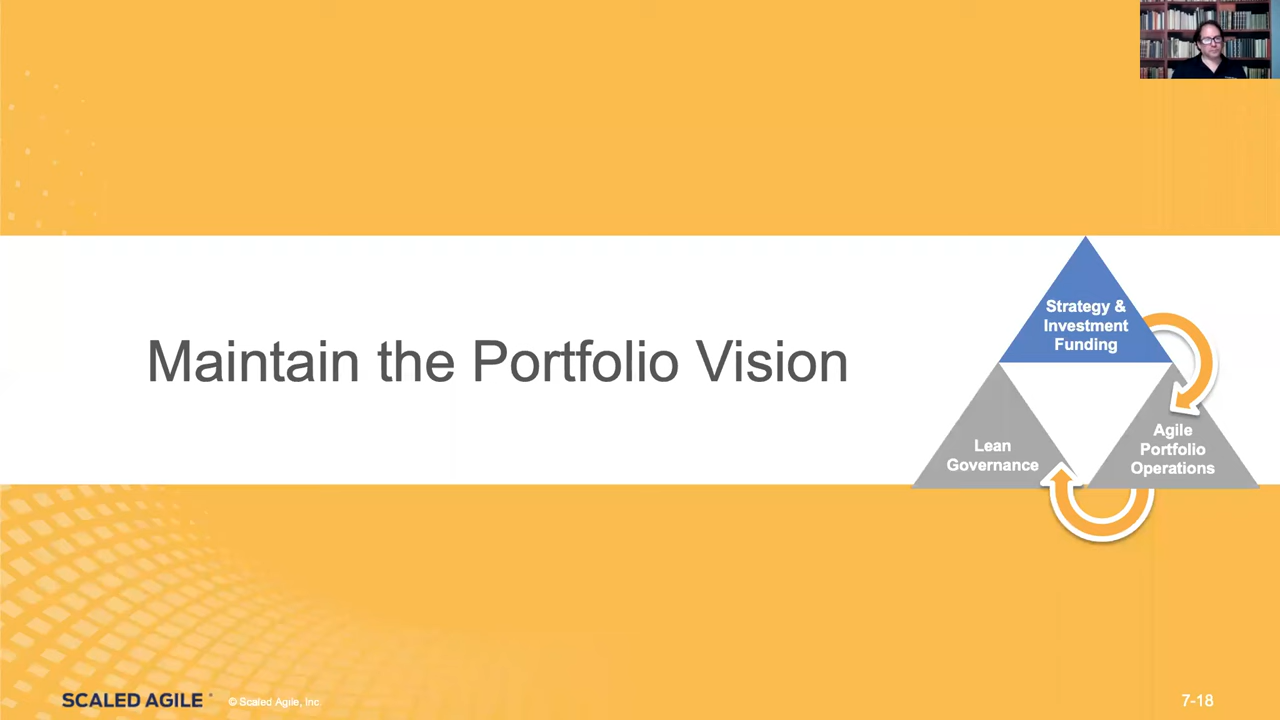 Maintain the Portfolio Vision
Strategy &
Investment
Funding
Lean
Governance
Agile
Portfolio
Operations
SCALED AGILE
© Scaled Agile, Inc.
7-18